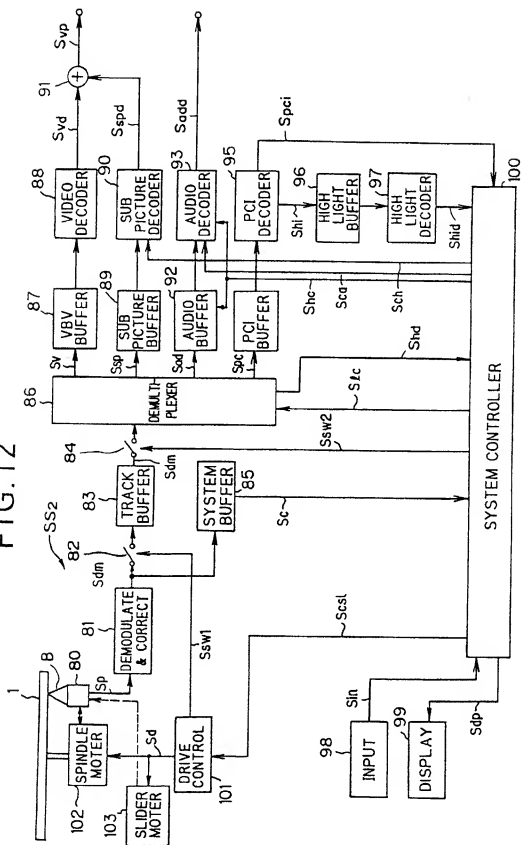 FIG. 12
SS2
1
B
80
Sp
SPINDLE
MOTER
102
103
SLIDER
MOTER
Sd
DRIVE
CONTROL
101
81
DEMODULATE
& CORRECT
Sdm
82
Ssw1
83
TRACK
BUFFER
84
Sdm
SYSTEM
BUFFER
85
Sc
Ssw2
86
DEMULTI-
PLEXER
Slc
Shd
Sv
87
VBV
BUFFER
88
VIDEO
DECODER
Svd
91
+
Svp
Ssp
89
SUB
PICTURE
BUFFER
90
SUB
PICTURE
DECODER
Sspd
Sad
92
AUDIO
BUFFER
93
AUDIO
DECODER
Sadd
Spc
PCI
BUFFER
95
PCI
DECODER
Spci
Shi
96
HIGH
LIGHT
BUFFER
97
HIGH
LIGHT
DECODER
Shid
Shc
Sca
Sch
Scsl
98
INPUT
Sin
99
DISPLAY
Sdp
SYSTEM CONTROLLER
100